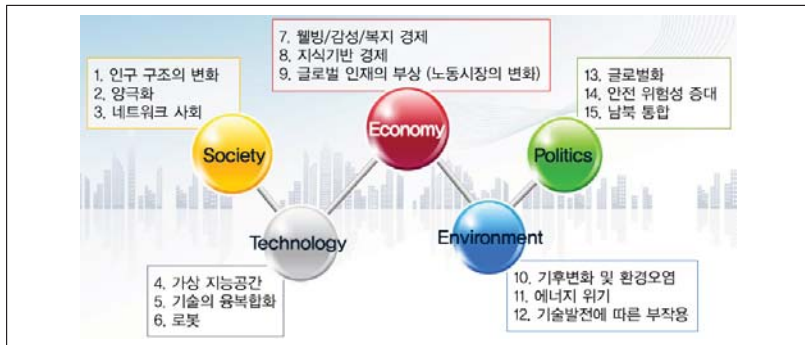 7. 웰빙/감성/복지 경제
8. 지식기반 경제
9. 글로벌 인재의 부상 (노동시장의 변화)
1. 인구 구조의 변화
2. 양극화
3. 네트워크 사회
13. 글로벌화
14. 안전 위험성 증대
15. 남북 통합
Economy
Society
Politics
Technology
Environment
4. 가상 지능공간
5. 기술의 융복합화
6. 로봇
10. 기후변화 및 환경오염
11. 에너지 위기
12. 기술발전에 따른 부작용